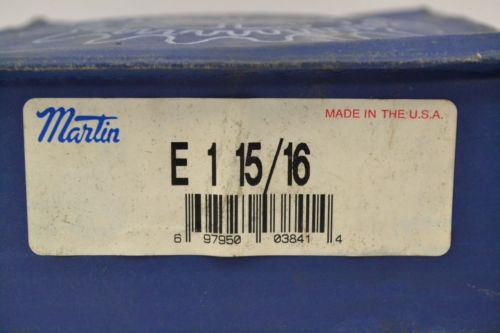 Martin
MADE IN THE U.S.A.
E 1 15/16
6 97950 03841 4